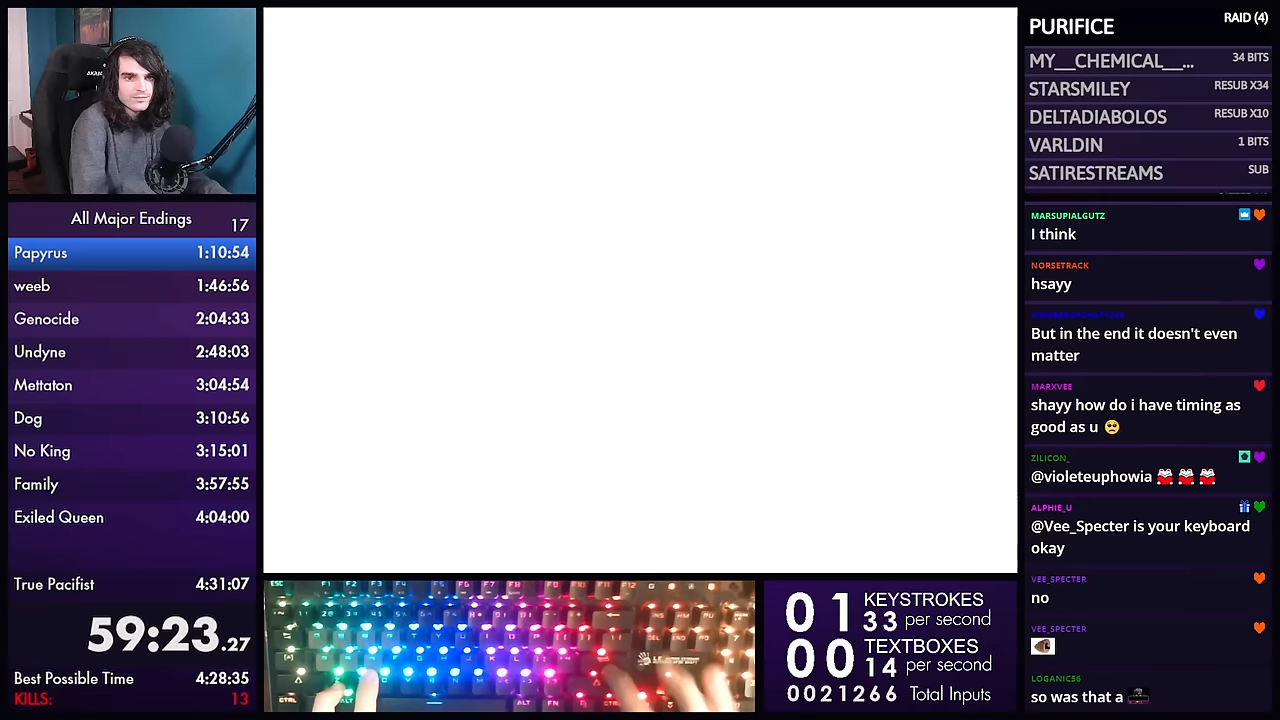 All Major Endings
17
Papyrus 1:10:54
weeb 1:46:56
Genocide 2:04:33
Undyne 2:48:03
Mettaton 3:04:54
Dog 3:10:56
No King 3:15:01
Family 3:57:55
Exiled Queen 4:04:00
True Pacifist 4:31:07
59:23.27
Best Possible Time 4:28:35
KILLS: 13
01 33 KEYSTROKES per second
00 14 TEXTBOXES per second
0021266 Total Inputs
PURIFICE RAID (4)
MY__CHEMICAL__... 34 BITS
STARSMILEY RESUB X34
DELTADIABOLOS RESUB X10
VARLDIN 1 BITS
SATIRESTREAMS SUB
MARSUPIALGUTZ
I think
NORSETRACK
hsayy
But in the end it doesn't even
matter
MARXVEE
shayy how do i have timing as
good as u 🥺
ZILICON_
@violeteuphowia
ALPHIE_U
@Vee_Specter is your keyboard
okay
VEE_SPECTER
no
VEE_SPECTER
LOGANIC56
so was that a